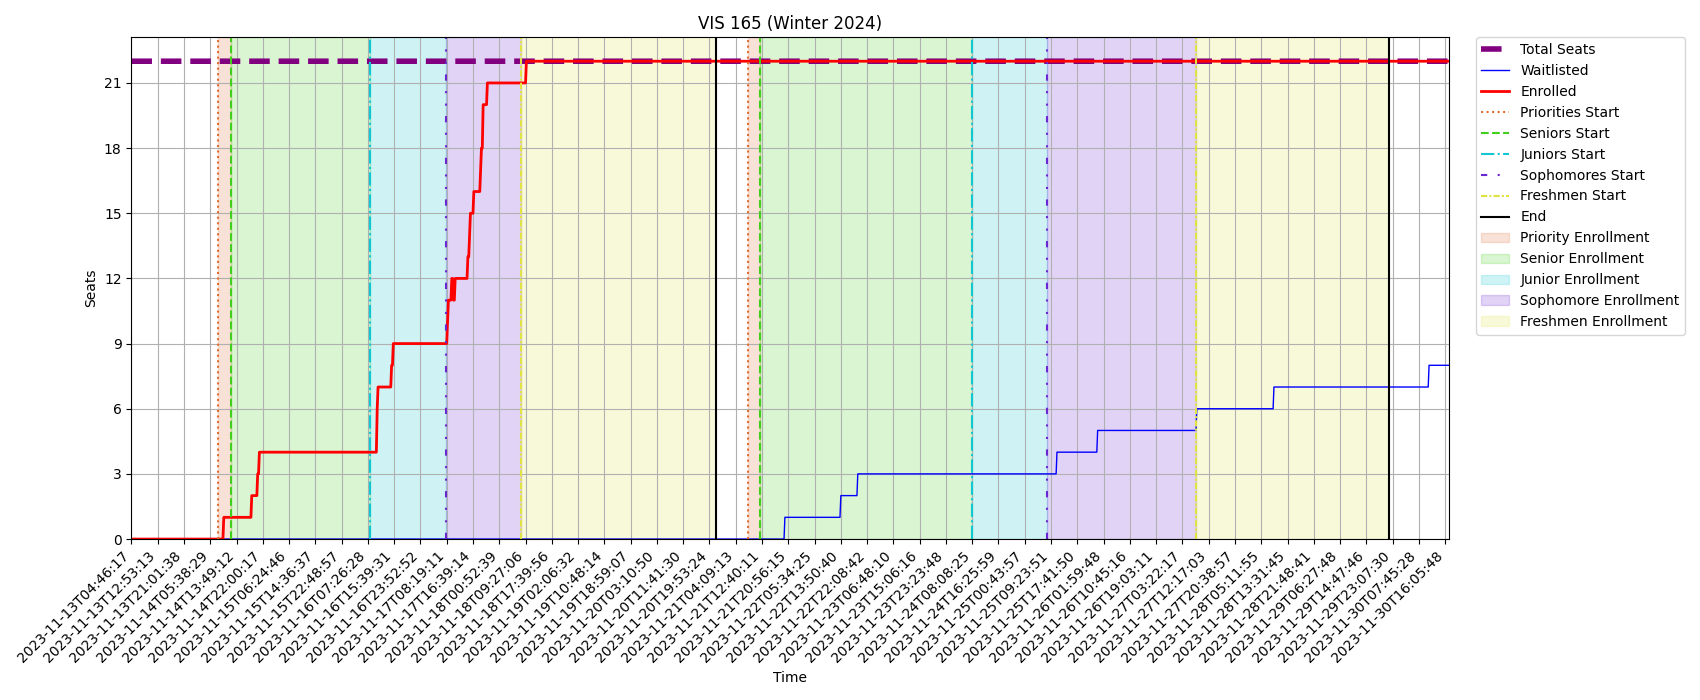 VIS 165 (Winter 2024)
Total Seats
Waitlisted
Enrolled
Priorities Start
Seniors Start
Juniors Start
Sophomores Start
Freshmen Start
End
Priority Enrollment
Senior Enrollment
Junior Enrollment
Sophomore Enrollment
Freshmen Enrollment
Seats
21
18
15
12
9
6
3
0
2023-11-13T04:46:17
2023-11-13T12:53:13
2023-11-13T21:01:38
2023-11-14T05:38:29
2023-11-14T13:49:12
2023-11-14T22:00:17
2023-11-15T06:24:46
2023-11-15T14:36:37
2023-11-15T22:48:57
2023-11-16T07:26:28
2023-11-16T15:39:31
2023-11-16T23:52:52
2023-11-17T08:19:11
2023-11-17T16:39:14
2023-11-18T00:52:39
2023-11-18T09:27:06
2023-11-18T17:39:56
2023-11-19T02:06:32
2023-11-19T10:48:14
2023-11-19T18:59:07
2023-11-20T03:10:50
2023-11-20T11:41:30
2023-11-20T19:53:24
2023-11-21T04:09:13
2023-11-21T12:40:11
2023-11-21T20:56:15
2023-11-22T05:34:25
2023-11-22T13:50:40
2023-11-22T22:08:42
2023-11-23T06:48:16
2023-11-23T15:06:16
2023-11-23T23:23:48
2023-11-24T08:08:25
2023-11-24T16:25:59
2023-11-25T00:43:57
2023-11-25T09:23:51
2023-11-25T17:41:50
2023-11-26T01:59:48
2023-11-26T10:45:16
2023-11-26T19:03:11
2023-11-27T03:22:17
2023-11-27T12:17:03
2023-11-27T20:38:57
2023-11-28T05:11:55
2023-11-28T13:31:45
2023-11-28T21:48:41
2023-11-29T06:27:48
2023-11-29T14:47:46
2023-11-29T23:07:30
2023-11-30T07:45:28
2023-11-30T16:05:48
Time